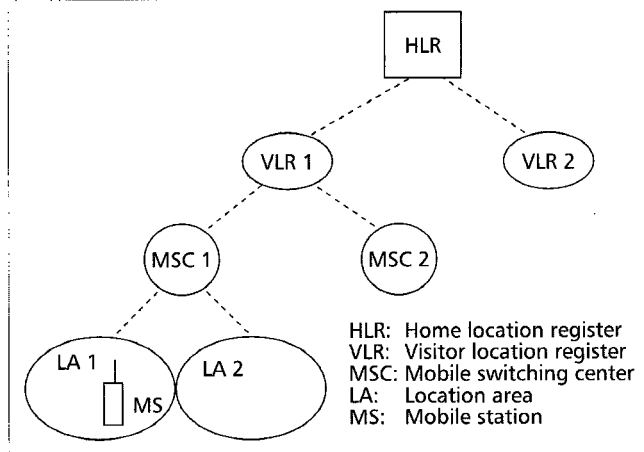 HLR
VLR 1
VLR 2
MSC 1
MSC 2
LA 1
LA 2
MS
HLR: Home location register
VLR: Visitor location register
MSC: Mobile switching center
LA: Location area
MS: Mobile station